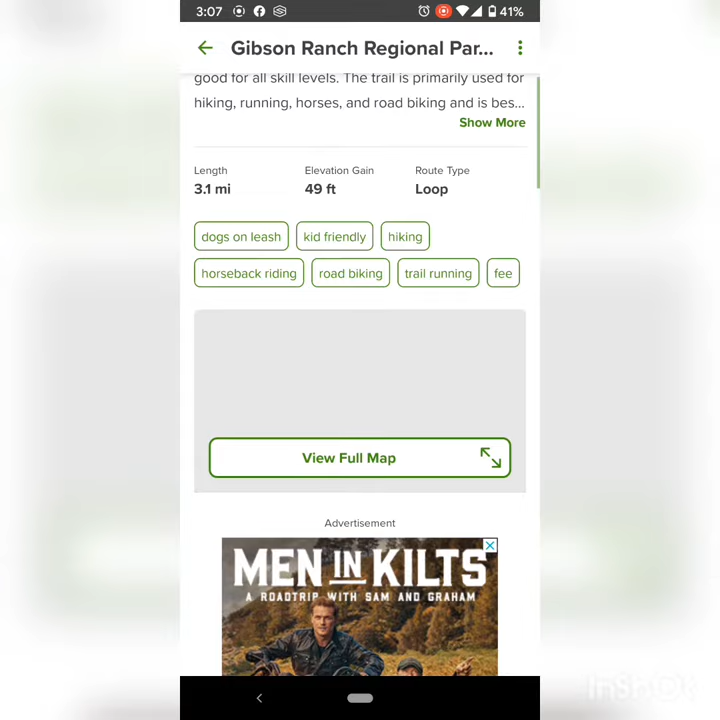 3:07
41%
Gibson Ranch Regional Par...
good for all skill levels. The trail is primarily used for
hiking, running, horses, and road biking and is bes...
Show More
Length
Elevation Gain
Route Type
3.1 mi
49 ft
Loop
dogs on leash
kid friendly
hiking
horseback riding
road biking
trail running
fee
View Full Map
Advertisement
MEN IN KILTS
A ROADTRIP WITH SAM AND GRAHAM
InShot